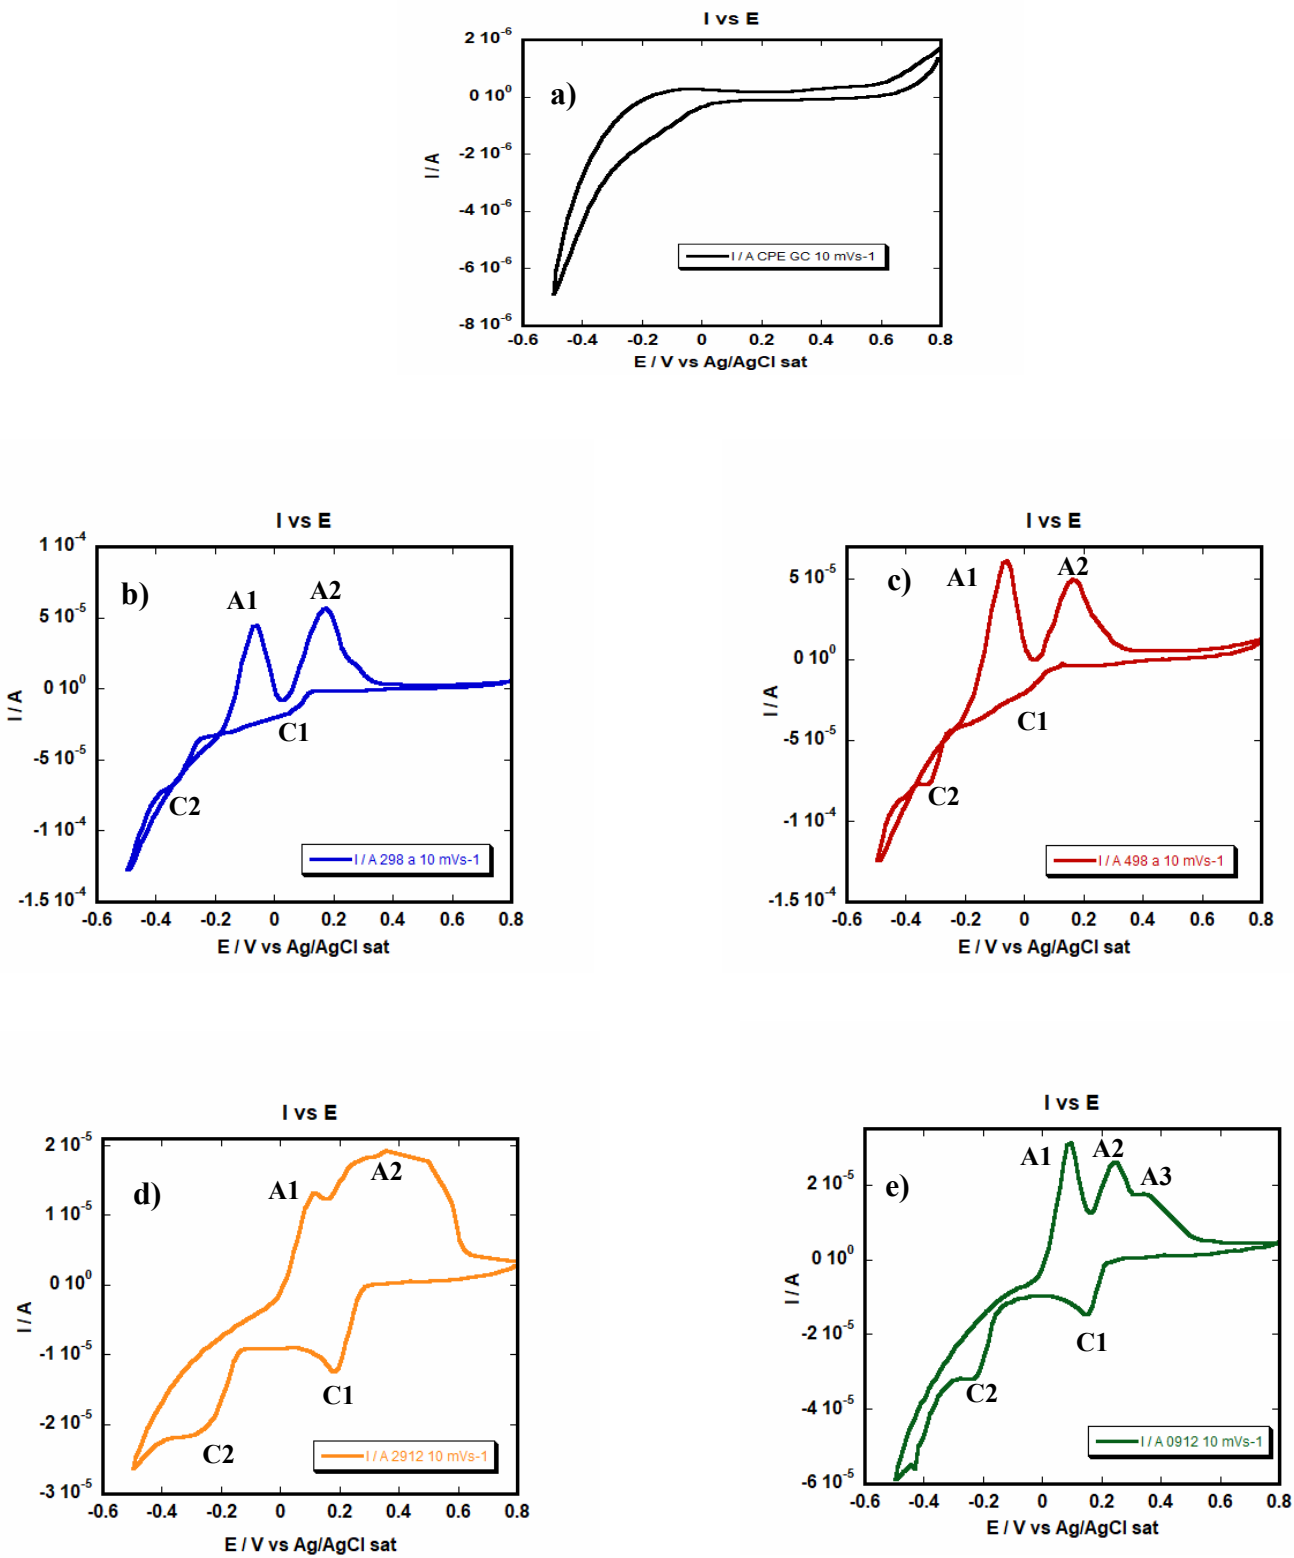 I vs E
2 10⁻⁶
0 10⁰
-2 10⁻⁶
-4 10⁻⁶
-6 10⁻⁶
-8 10⁻⁶
I / A
a)
I / A CPE GC 10 mVs-1
-0.6 -0.4 -0.2 0 0.2 0.4 0.6 0.8
E / V vs Ag/AgCl sat
I vs E
1 10⁻⁴
5 10⁻⁵
0 10⁰
-5 10⁻⁵
-1 10⁻⁴
-1.5 10⁻⁴
I / A
b)
A1
A2
C1
C2
I / A 298 a 10 mVs-1
-0.6 -0.4 -0.2 0 0.2 0.4 0.6 0.8
E / V vs Ag/AgCl sat
I vs E
5 10⁻⁵
0 10⁰
-5 10⁻⁵
-1 10⁻⁴
-1.5 10⁻⁴
I / A
c)
A1
A2
C1
C2
I / A 498 a 10 mVs-1
-0.6 -0.4 -0.2 0 0.2 0.4 0.6 0.8
E / V vs Ag/AgCl sat
I vs E
2 10⁻⁵
1 10⁻⁵
0 10⁰
-1 10⁻⁵
-2 10⁻⁵
-3 10⁻⁵
I / A
d)
A1
A2
C1
C2
I / A 2912 10 mVs-1
-0.6 -0.4 -0.2 0 0.2 0.4 0.6 0.8
E / V vs Ag/AgCl sat
I vs E
2 10⁻⁵
0 10⁰
-2 10⁻⁵
-4 10⁻⁵
-6 10⁻⁵
I / A
e)
A1
A2
A3
C1
C2
I / A 0912 10 mVs-1
-0.6 -0.4 -0.2 0 0.2 0.4 0.6 0.8
E / V vs Ag/AgCl sat